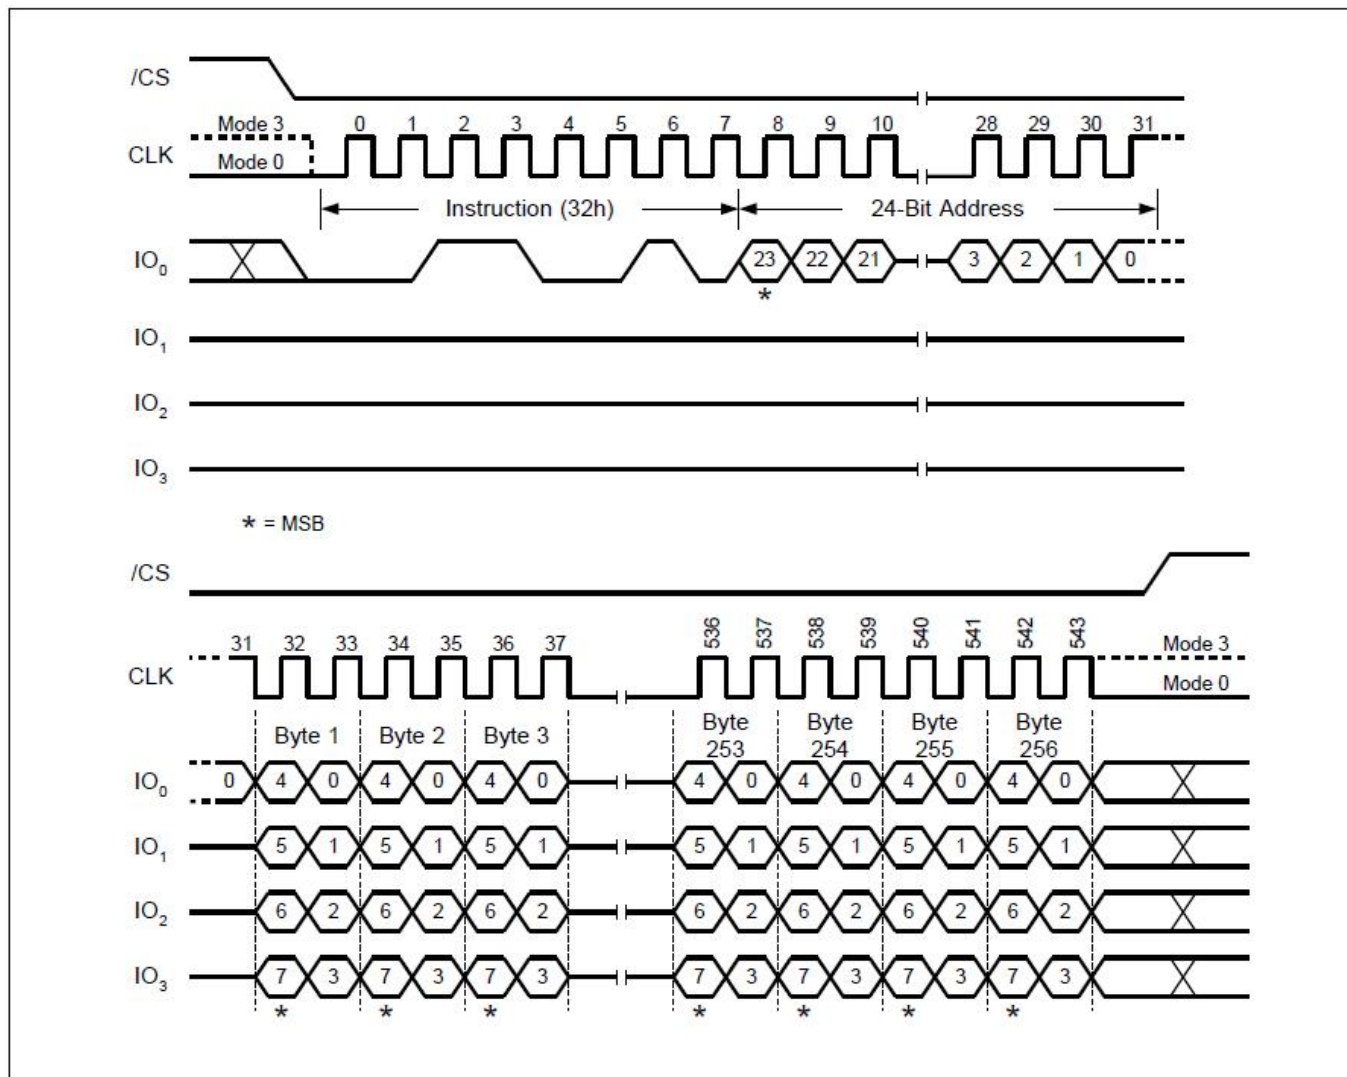 /CS
Mode 3 0 1 2 3 4 5 6 7 8 9 10 28 29 30 31
CLK
Mode 0
Instruction (32h) 24-Bit Address
IO0 23 22 21 3 2 1 0
*
IO1
IO2
IO3
* = MSB
/CS
31 32 33 34 35 36 37 536 537 538 539 540 541 542 543 Mode 3
CLK
Mode 0
Byte 1 Byte 2 Byte 3 Byte 253 Byte 254 Byte 255 Byte 256
IO0 0 4 0 4 0 4 0 4 0 4 0 4 0 4 0
IO1 5 1 5 1 5 1 5 1 5 1 5 1 5 1
IO2 6 2 6 2 6 2 6 2 6 2 6 2 6 2
IO3 7 3 7 3 7 3 7 3 7 3 7 3 7 3
* * * * * * *